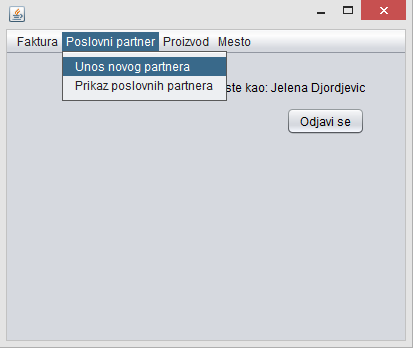 Faktura Poslovni partner Proizvod Mesto
Unos novog partnera
Prikaz poslovnih partnera
ste kao: Jelena Djordjevic
Odjavi se